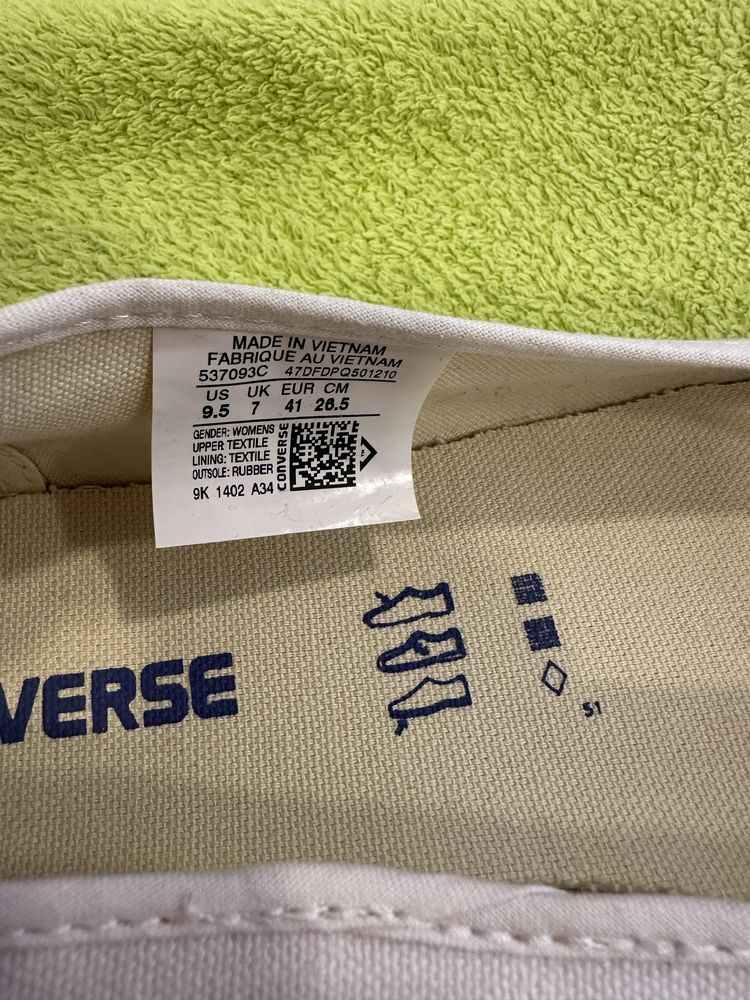 MADE IN VIETNAM
FABRIQUE AU VIETNAM
537093C 47DFDPQ501210
US UK EUR CM
9.5 7 41 26.5
GENDER: WOMENS
UPPER: TEXTILE
LINING: TEXTILE
OUTSOLE: RUBBER
9K 1402 A34
CONVERSE
E
VERSE
51